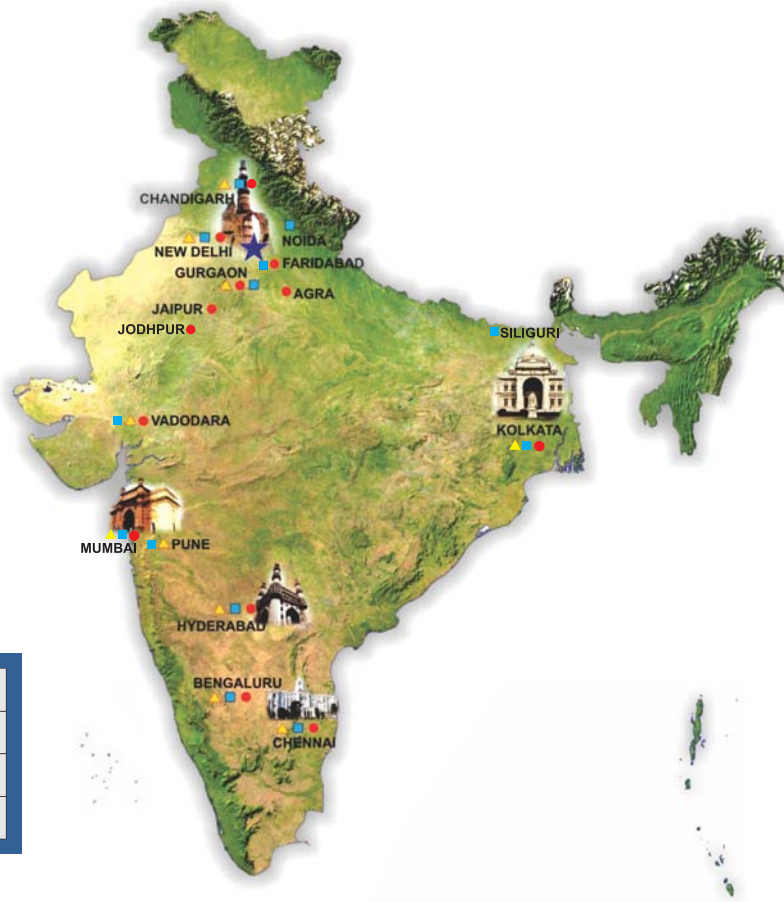 CHANDIGARH
NOIDA
NEW DELHI
FARIDABAD
GURGAON
AGRA
JAIPUR
JODHPUR
SILIGURI
VADODARA
KOLKATA
PUNE
MUMBAI
HYDERABAD
BENGALURU
CHENNAI